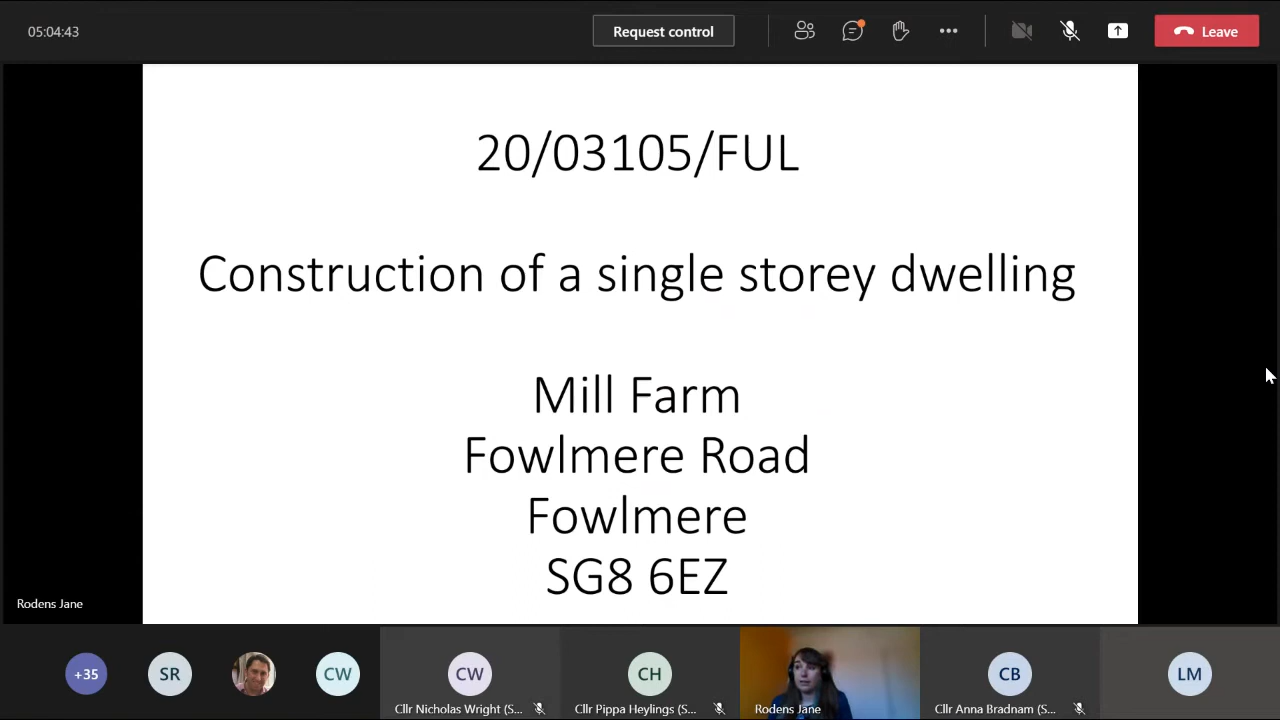 05:04:43
Request control
Leave
20/03105/FUL
Construction of a single storey dwelling
Mill Farm
Fowlmere Road
Fowlmere
SG8 6EZ
Rodens Jane
+35
SR
CW
CW
CH
CB
LM
Cllr Nicholas Wright (S...
Cllr Pippa Heylings (S...
Rodens Jane
Cllr Anna Bradnam (S...